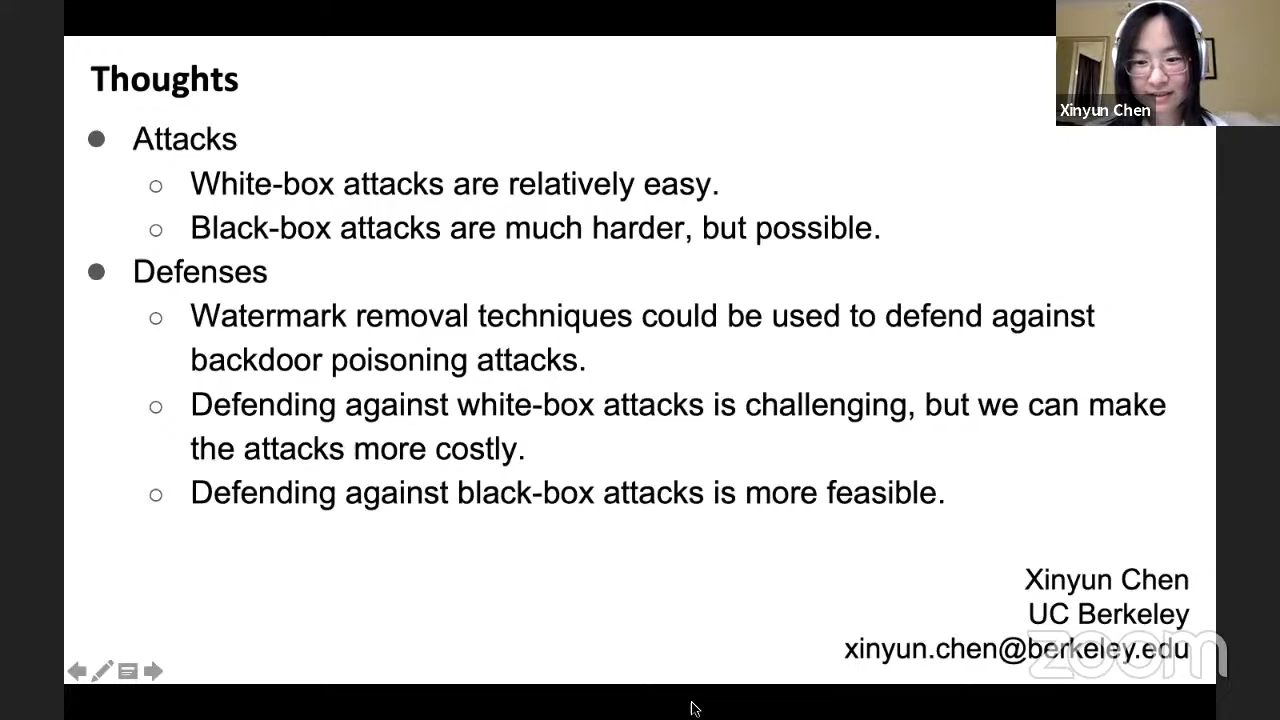 Thoughts
Xinyun Chen
● Attacks
○ White-box attacks are relatively easy.
○ Black-box attacks are much harder, but possible.
● Defenses
○ Watermark removal techniques could be used to defend against
backdoor poisoning attacks.
○ Defending against white-box attacks is challenging, but we can make
the attacks more costly.
○ Defending against black-box attacks is more feasible.
Xinyun Chen
UC Berkeley
xinyun.chen@berkeley.edu
zoom